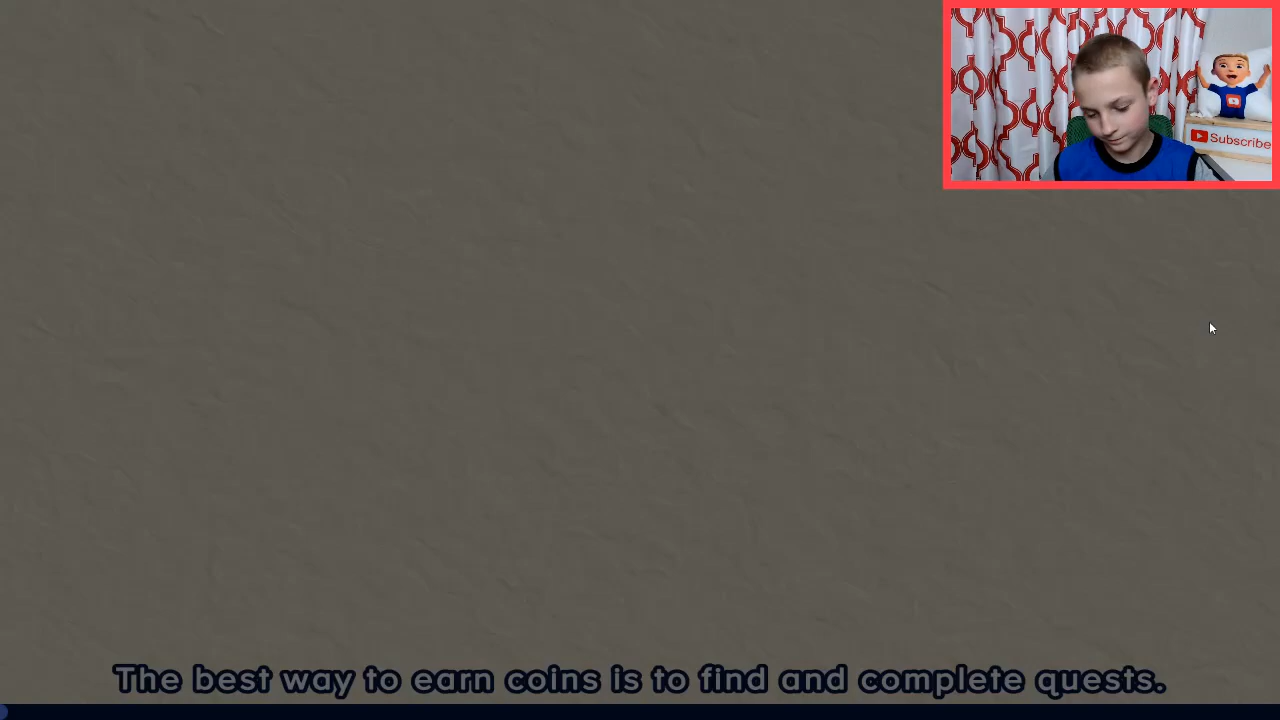 Subscribe
The best way to earn coins is to find and complete quests.